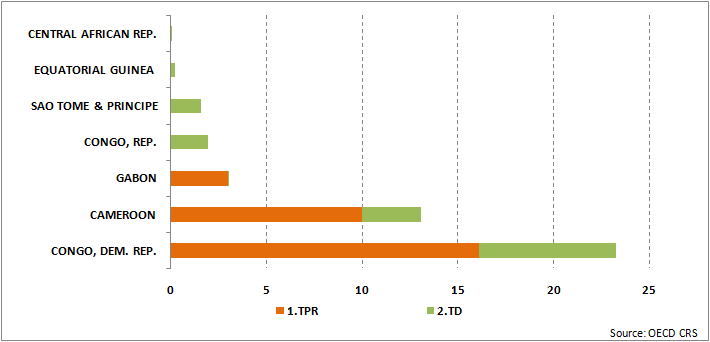 CENTRAL AFRICAN REP.
EQUATORIAL GUINEA
SAO TOME & PRINCIPE
CONGO, REP.
GABON
CAMEROON
CONGO, DEM. REP.
0 5 10 15 20 25
1.TPR 2.TD
Source: OECD CRS